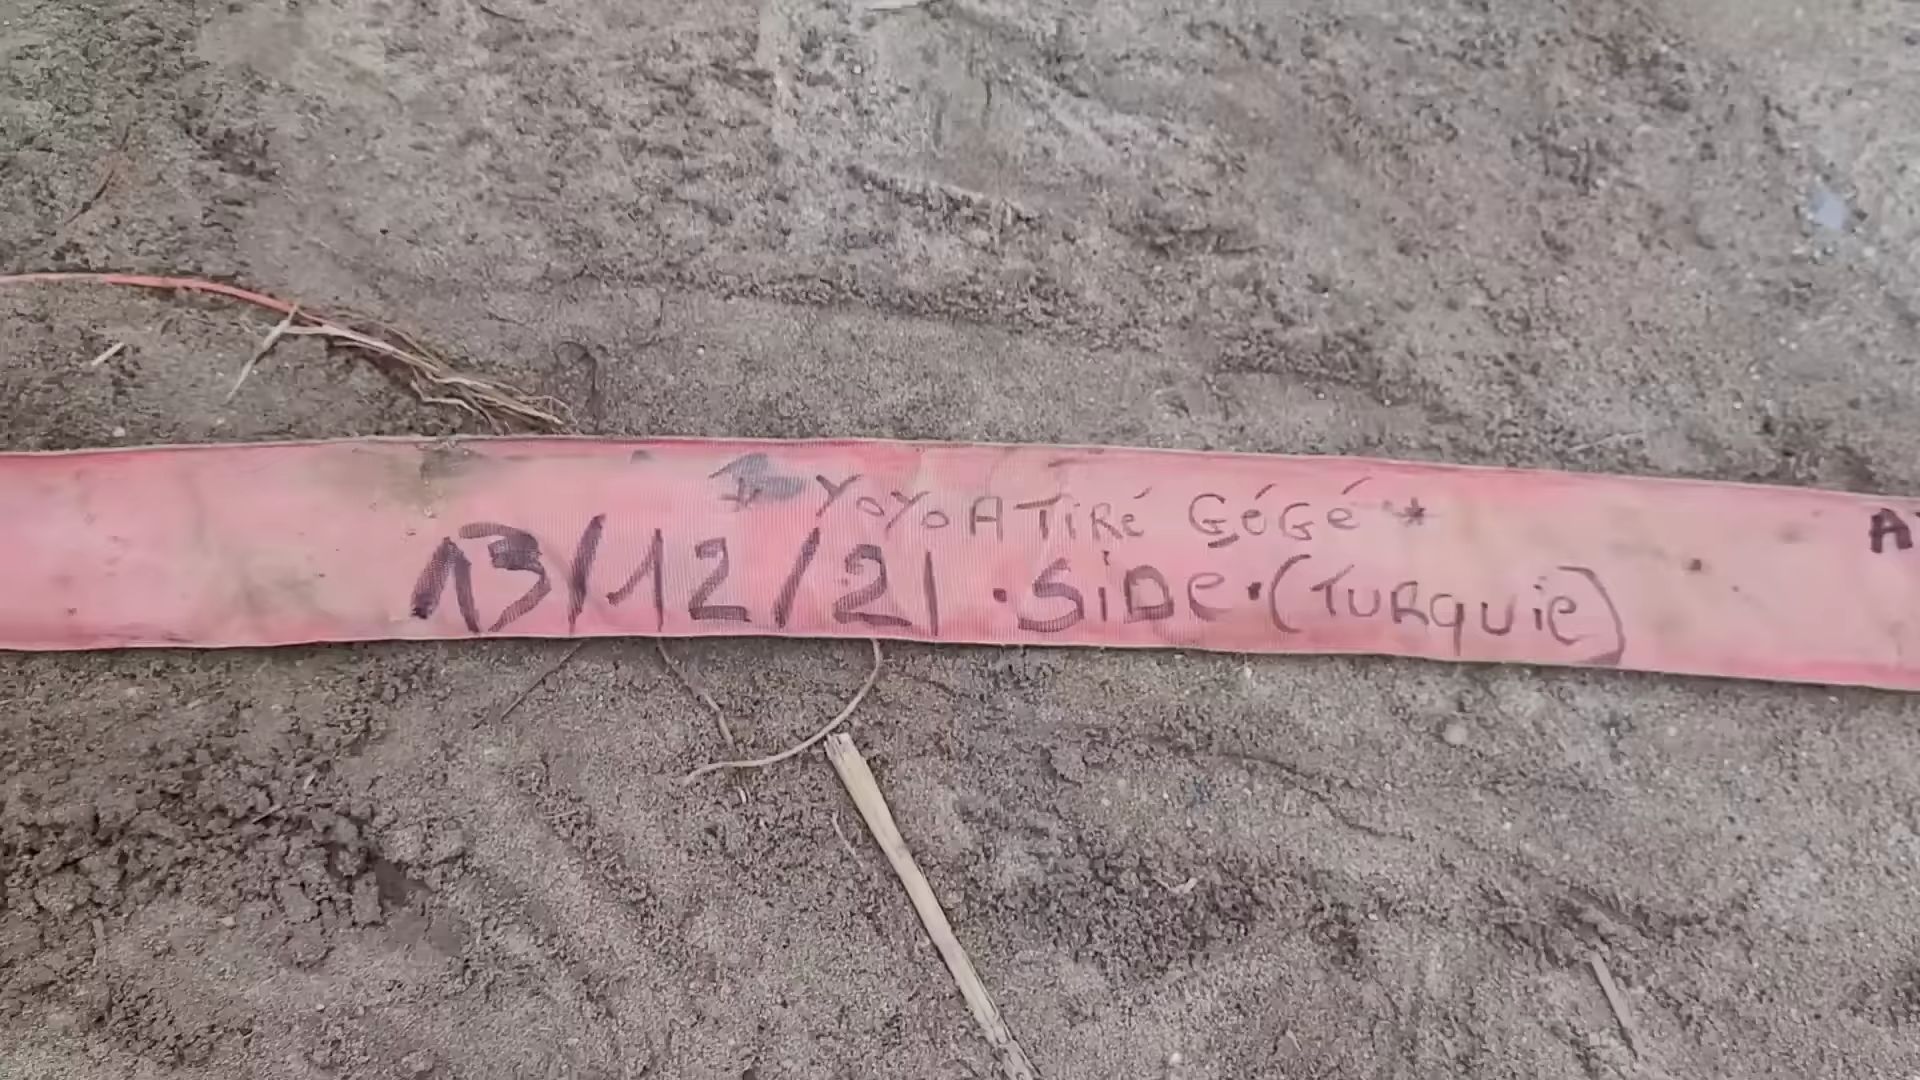 YoYo A TiRé GéGé *
13/12/21 · SiDe · (TuRquie)
A